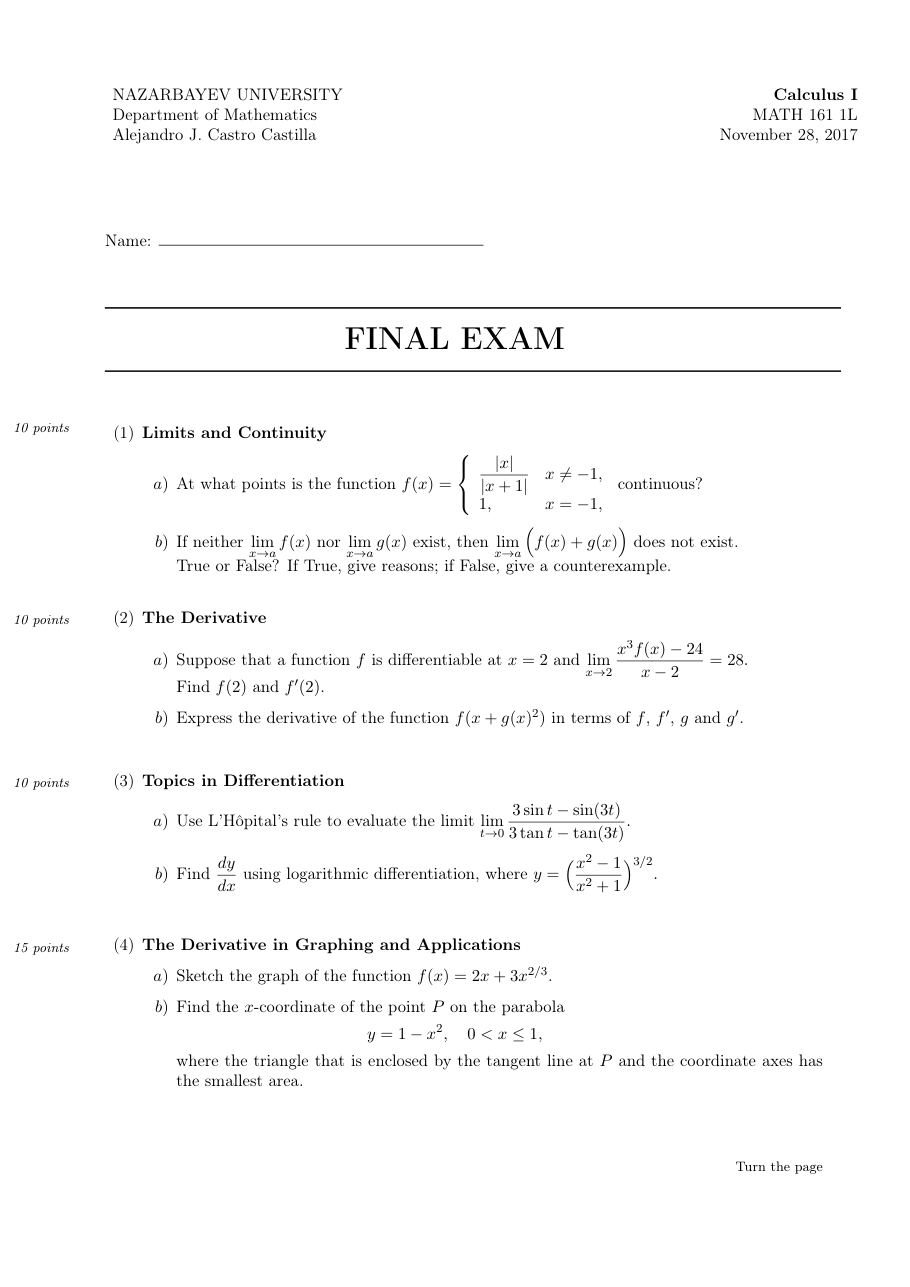 NAZARBAYEV UNIVERSITY
Department of Mathematics
Alejandro J. Castro Castilla
Calculus I
MATH 161 1L
November 28, 2017
Name:
FINAL EXAM
10 points
(1) Limits and Continuity
a) At what points is the function f(x) = { |x| / |x + 1| x ≠ −1, 1, x = −1, continuous?
b) If neither lim x→a f(x) nor lim x→a g(x) exist, then lim x→a (f(x) + g(x)) does not exist.
True or False? If True, give reasons; if False, give a counterexample.
10 points
(2) The Derivative
a) Suppose that a function f is differentiable at x = 2 and lim x→2 (x³f(x) − 24)/(x − 2) = 28.
Find f(2) and f′(2).
b) Express the derivative of the function f(x + g(x)²) in terms of f, f′, g and g′.
10 points
(3) Topics in Differentiation
a) Use L'Hôpital's rule to evaluate the limit lim t→0 (3 sin t − sin(3t))/(3 tan t − tan(3t)).
b) Find dy/dx using logarithmic differentiation, where y = ((x² − 1)/(x² + 1))^3/2.
15 points
(4) The Derivative in Graphing and Applications
a) Sketch the graph of the function f(x) = 2x + 3x^2/3.
b) Find the x-coordinate of the point P on the parabola
y = 1 − x², 0 < x ≤ 1,
where the triangle that is enclosed by the tangent line at P and the coordinate axes has
the smallest area.
Turn the page